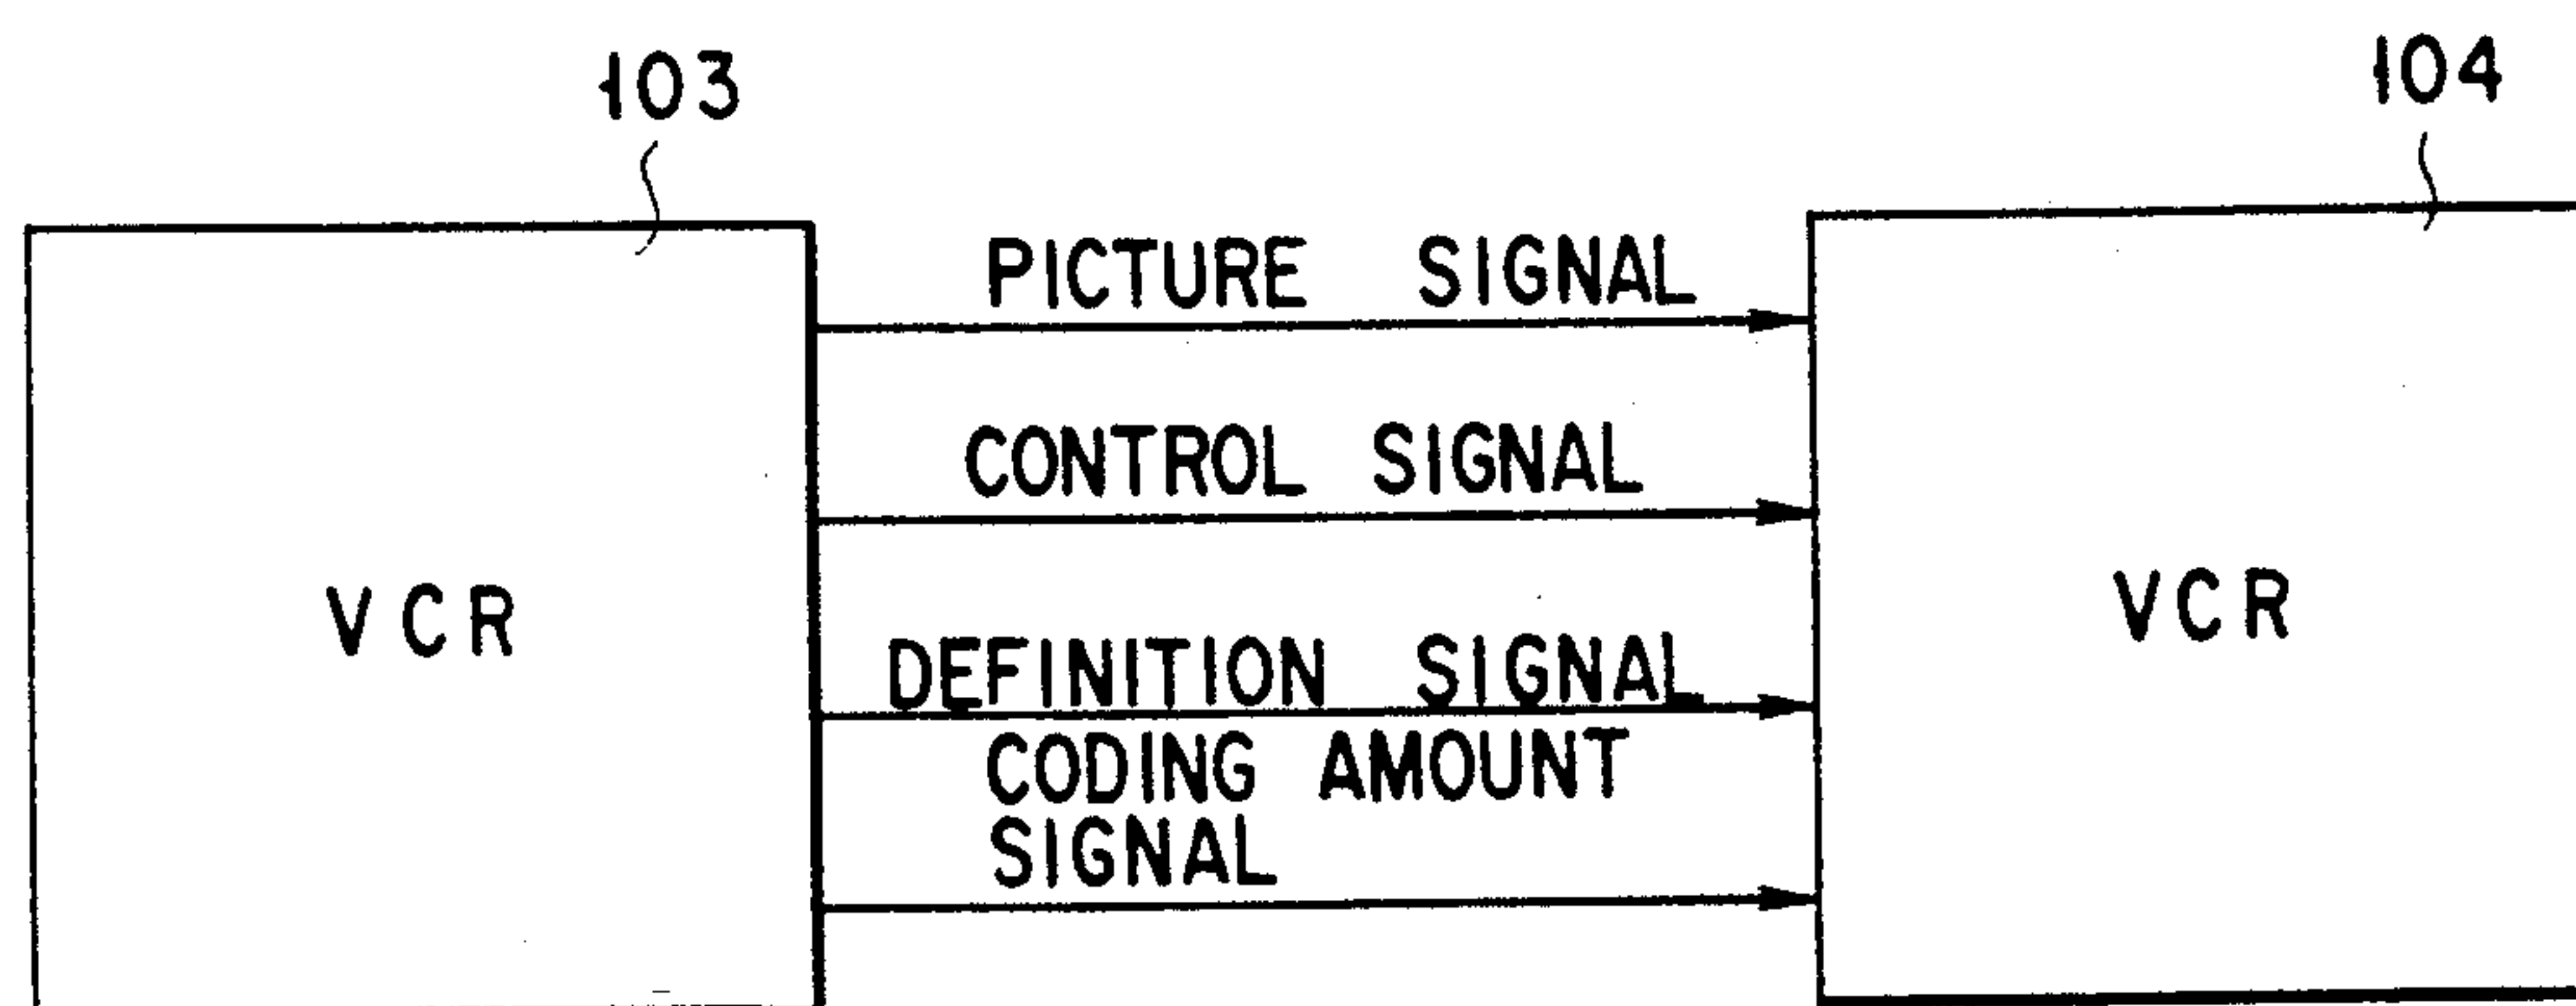 103
104
PICTURE SIGNAL
CONTROL SIGNAL
VCR
VCR
DEFINITION SIGNAL
CODING AMOUNT
SIGNAL